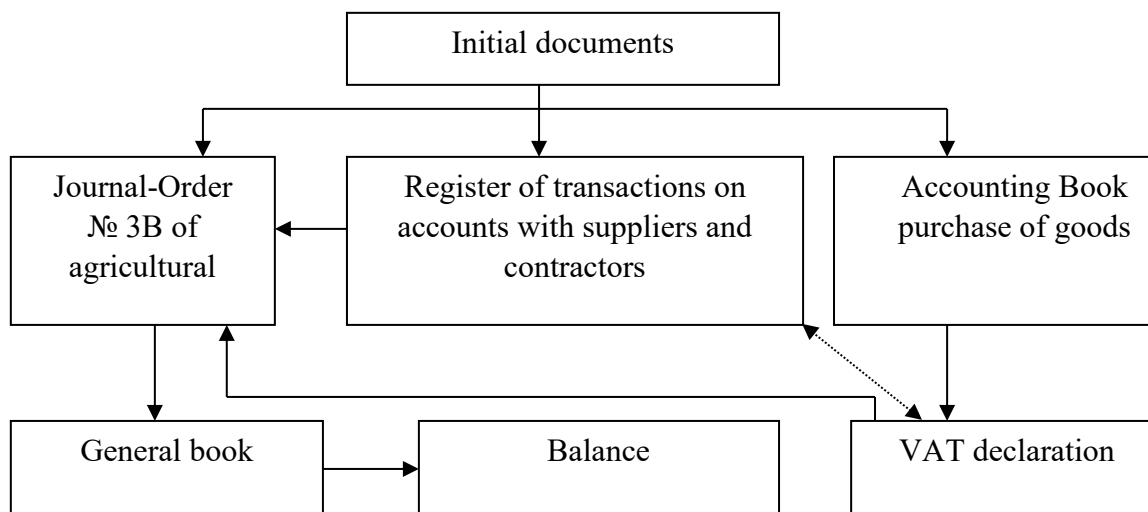 Initial documents
Journal-Order
№ 3B of
agricultural
Register of transactions on
accounts with suppliers and
contractors
Accounting Book
purchase of goods
General book
Balance
VAT declaration